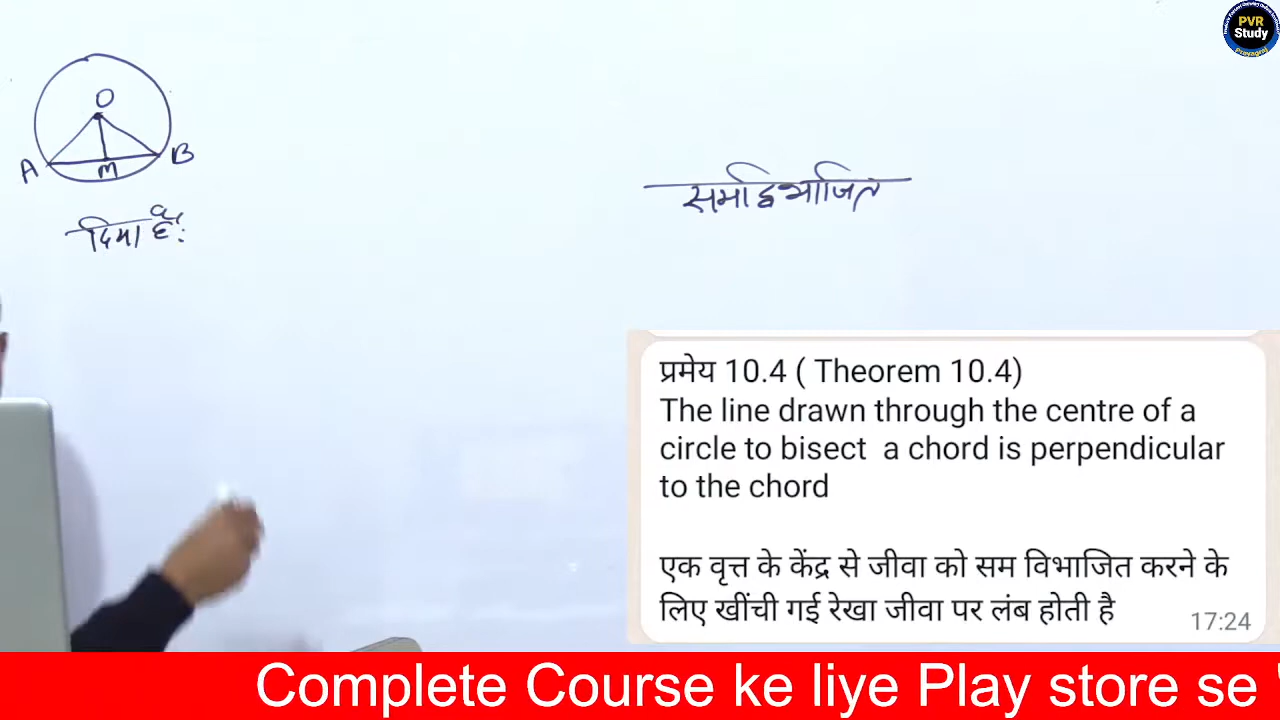 PVR
Study
Prayagraj
O
A
M
B
दिया है:
समद्विभाजित
प्रमेय 10.4 ( Theorem 10.4)
The line drawn through the centre of a
circle to bisect a chord is perpendicular
to the chord
एक वृत्त के केंद्र से जीवा को सम विभाजित करने के
लिए खींची गई रेखा जीवा पर लंब होती है
17:24
Complete Course ke liye Play store se